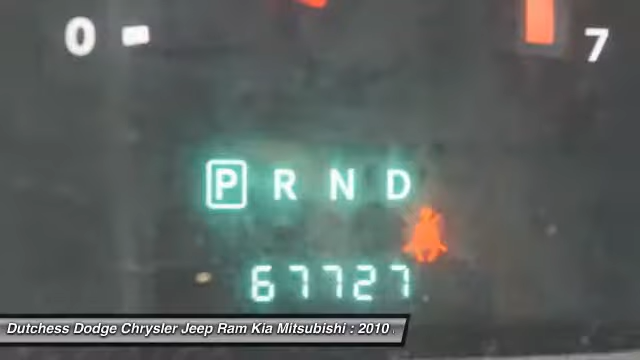 0 7
P R N D
67727
Dutchess Dodge Chrysler Jeep Ram Kia Mitsubishi : 2010 .